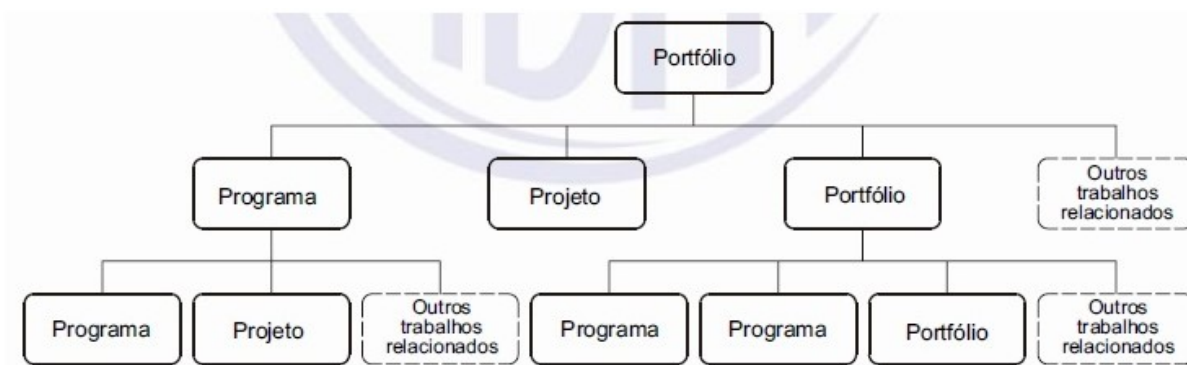 Portfólio
Programa
Projeto
Portfólio
Outros
trabalhos
relacionados
Programa
Projeto
Outros
trabalhos
relacionados
Programa
Programa
Portfólio
Outros
trabalhos
relacionados